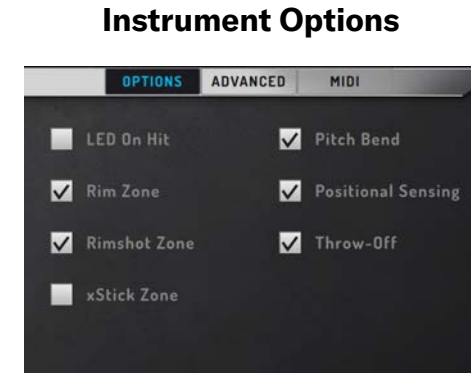 Instrument Options
OPTIONS ADVANCED MIDI
LED On Hit
Pitch Bend
Rim Zone
Positional Sensing
Rimshot Zone
Throw-Off
xStick Zone